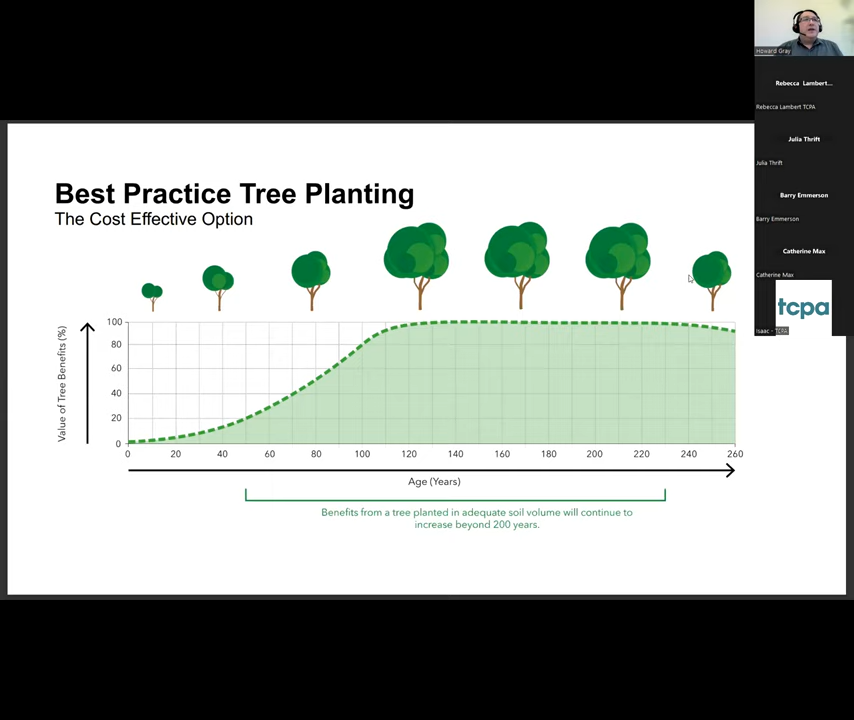 Howard Gray
Rebecca Lambert...
Rebecca Lambert TCPA
Julia Thrift
Julia Thrift
Barry Emmerson
Barry Emmerson
Catherine Max
Catherine Max
tcpa
Isaac - TCPA
Best Practice Tree Planting
The Cost Effective Option
Value of Tree Benefits (%)
100
80
60
40
20
0
0 20 40 60 80 100 120 140 160 180 200 220 240 260
Age (Years)
Benefits from a tree planted in adequate soil volume will continue to
increase beyond 200 years.